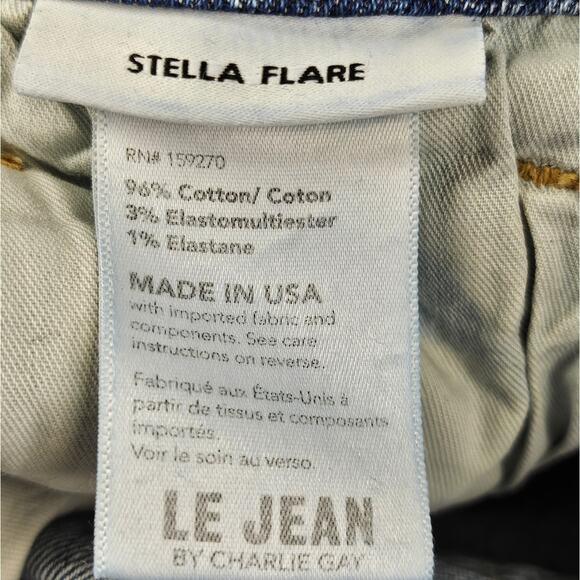 STELLA FLARE
RN# 159270
96% Cotton/ Coton
3% Elastomultiester
1% Elastane
MADE IN USA
with imported fabric and
components. See care
instructions on reverse.
Fabriqué aux États-Unis à
partir de tissus et composants
importés.
Voir le soin au verso.
LE JEAN
BY CHARLIE GAY